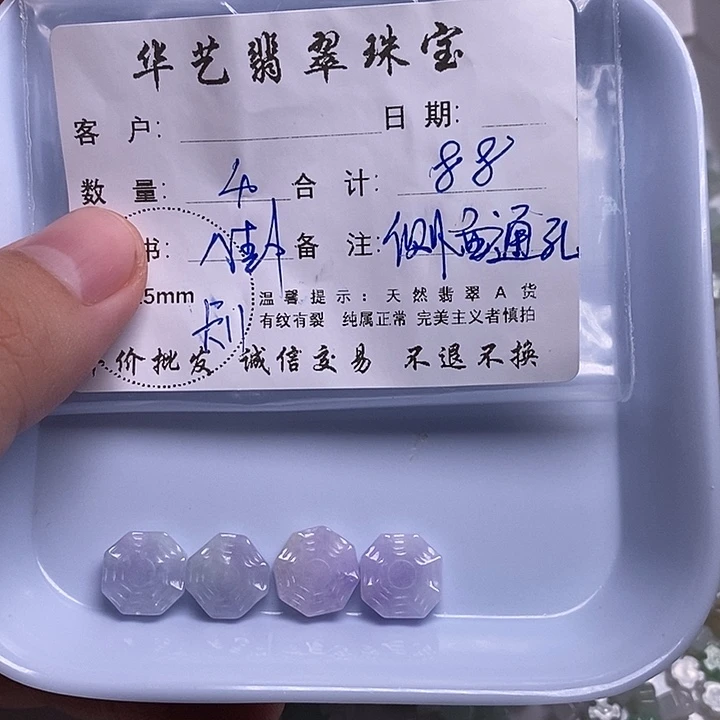 华艺翡翠珠宝
客 户: 日 期:
数 量: 4 合 计: 88
书: 八卦 备 注: 侧面通孔
5mm 温馨提示: 天然翡翠A货
有纹有裂 纯属正常 完美主义者慎拍
价批发 诚信交易 不退不换